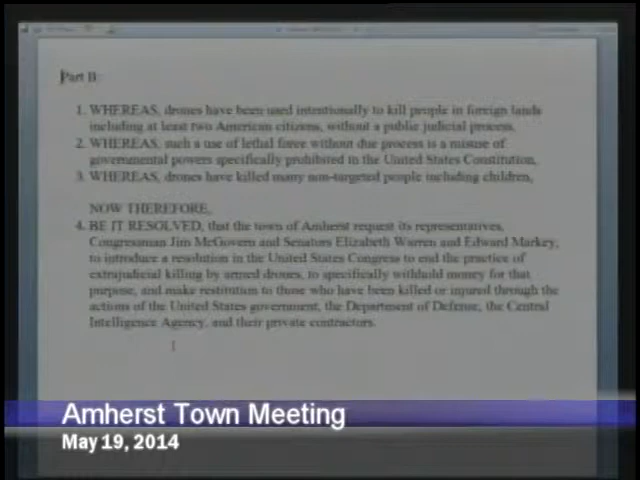 Part B:
1. WHEREAS, drones have been used intentionally to kill people in foreign lands
including at least two American citizens, without a public judicial process,
2. WHEREAS, such a use of lethal force without due process is a misuse of
governmental powers specifically prohibited in the United States Constitution,
3. WHEREAS, drones have killed many non-targeted people including children,
NOW THEREFORE,
4. BE IT RESOLVED, that the town of Amherst request its representatives,
Congressman Jim McGovern and Senators Elizabeth Warren and Edward Markey,
to introduce a resolution in the United States Congress to end the practice of
extrajudicial killing by armed drones, to specifically withhold money for that
purpose, and make restitution to those who have been killed or injured through the
actions of the United States government, the Department of Defense, the Central
Intelligence Agency, and their private contractors.
Amherst Town Meeting
May 19, 2014